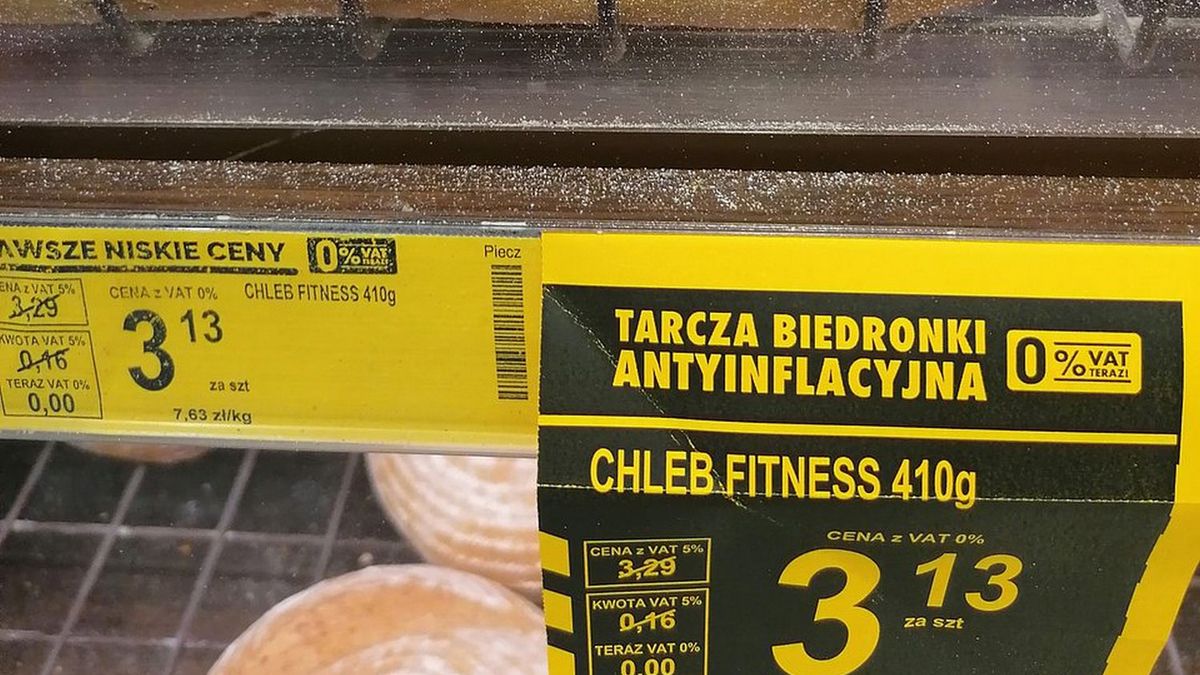 AWSZE NISKIE CENY
0% VAT
TERAZ!
Piecz
ENA z VAT 5%
3,29
KWOTA VAT 5%
0,16
TERAZ VAT 0%
0,00
CENA z VAT 0%
3 13
za szt
7,63 zł/kg
CHLEB FITNESS 410g
TARCZA BIEDRONKI
ANTYINFLACYJNA
0% VAT
TERAZ!
CHLEB FITNESS 410g
CENA z VAT 5%
3,29
KWOTA VAT 5%
0,16
TERAZ VAT 0%
0,00
CENA z VAT 0%
3 13
za szt